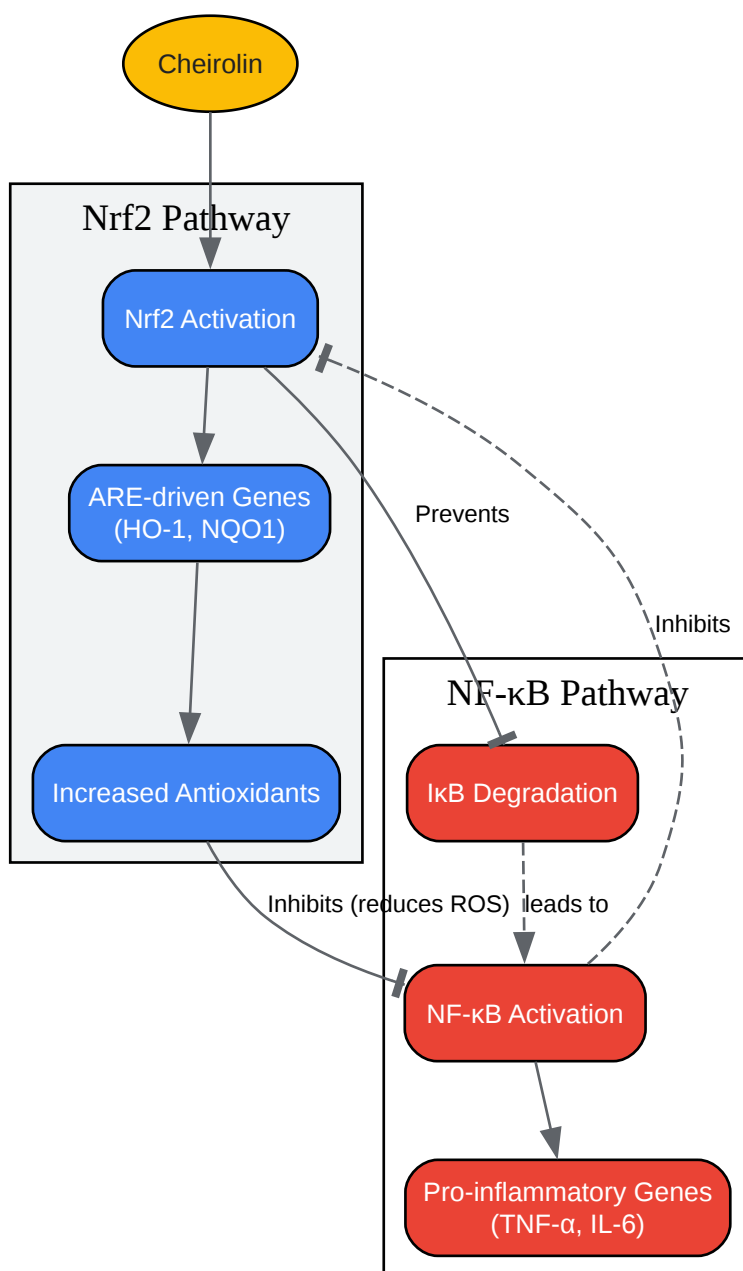 Cheirolin
Nrf2 Pathway
Nrf2 Activation
ARE-driven Genes
(HO-1, NQO1)
Prevents
Inhibits
NF-κB Pathway
Increased Antioxidants
IκB Degradation
Inhibits (reduces ROS)
leads to
NF-κB Activation
Pro-inflammatory Genes
(TNF-α, IL-6)